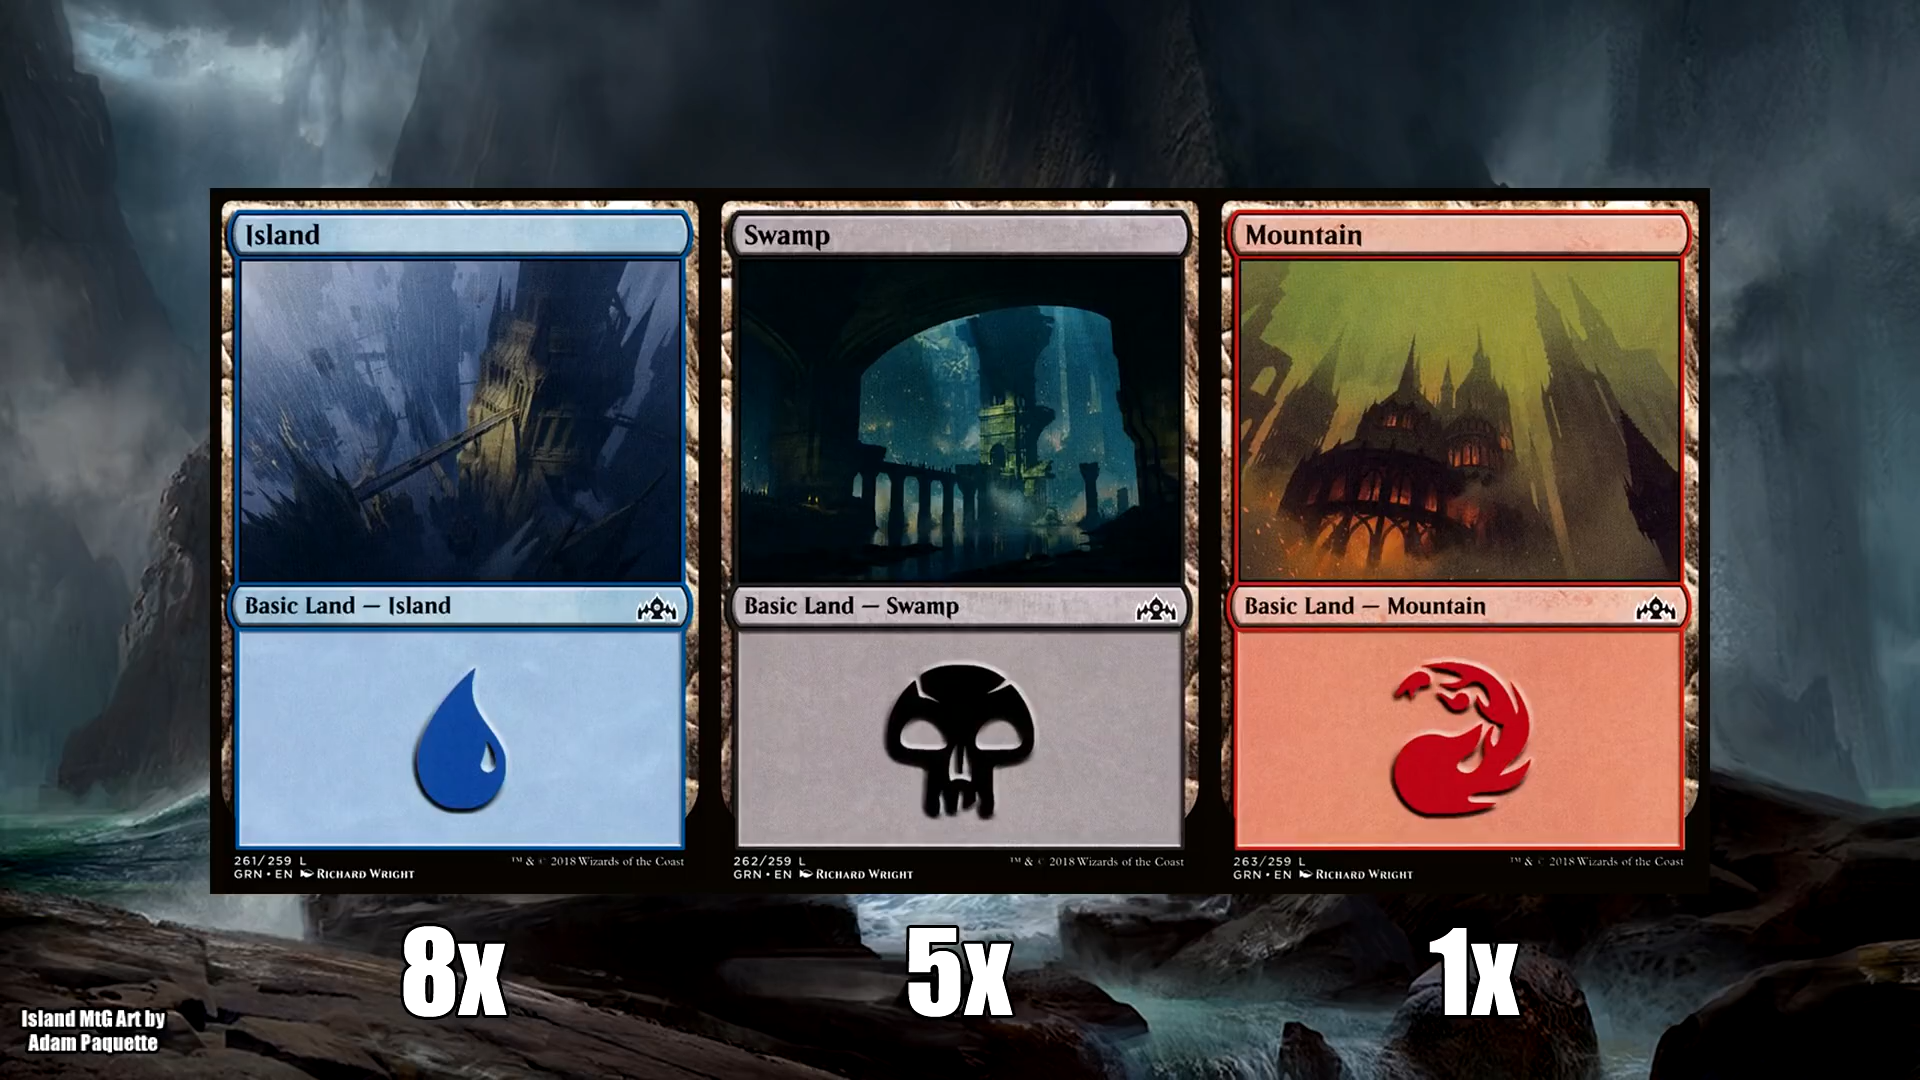 Island
Swamp
Mountain
Basic Land — Island
Basic Land — Swamp
Basic Land — Mountain
261/259 L
™ & © 2018 Wizards of the Coast
GRN • EN Richard Wright
262/259 L
™ & © 2018 Wizards of the Coast
GRN • EN Richard Wright
263/259 L
™ & © 2018 Wizards of the Coast
GRN • EN Richard Wright
8x
5x
1x
Island MtG Art by
Adam Paquette